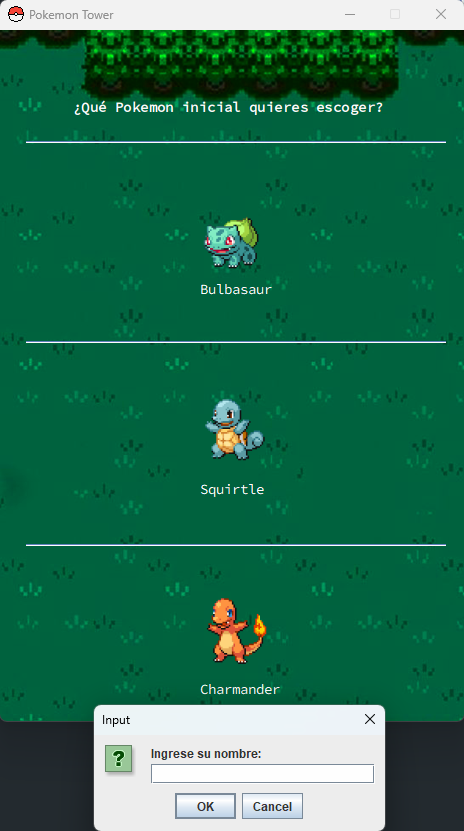 Pokemon Tower
¿Qué Pokemon inicial quieres escoger?
Bulbasaur
Squirtle
Charmander
Input
?
Ingrese su nombre:
OK
Cancel